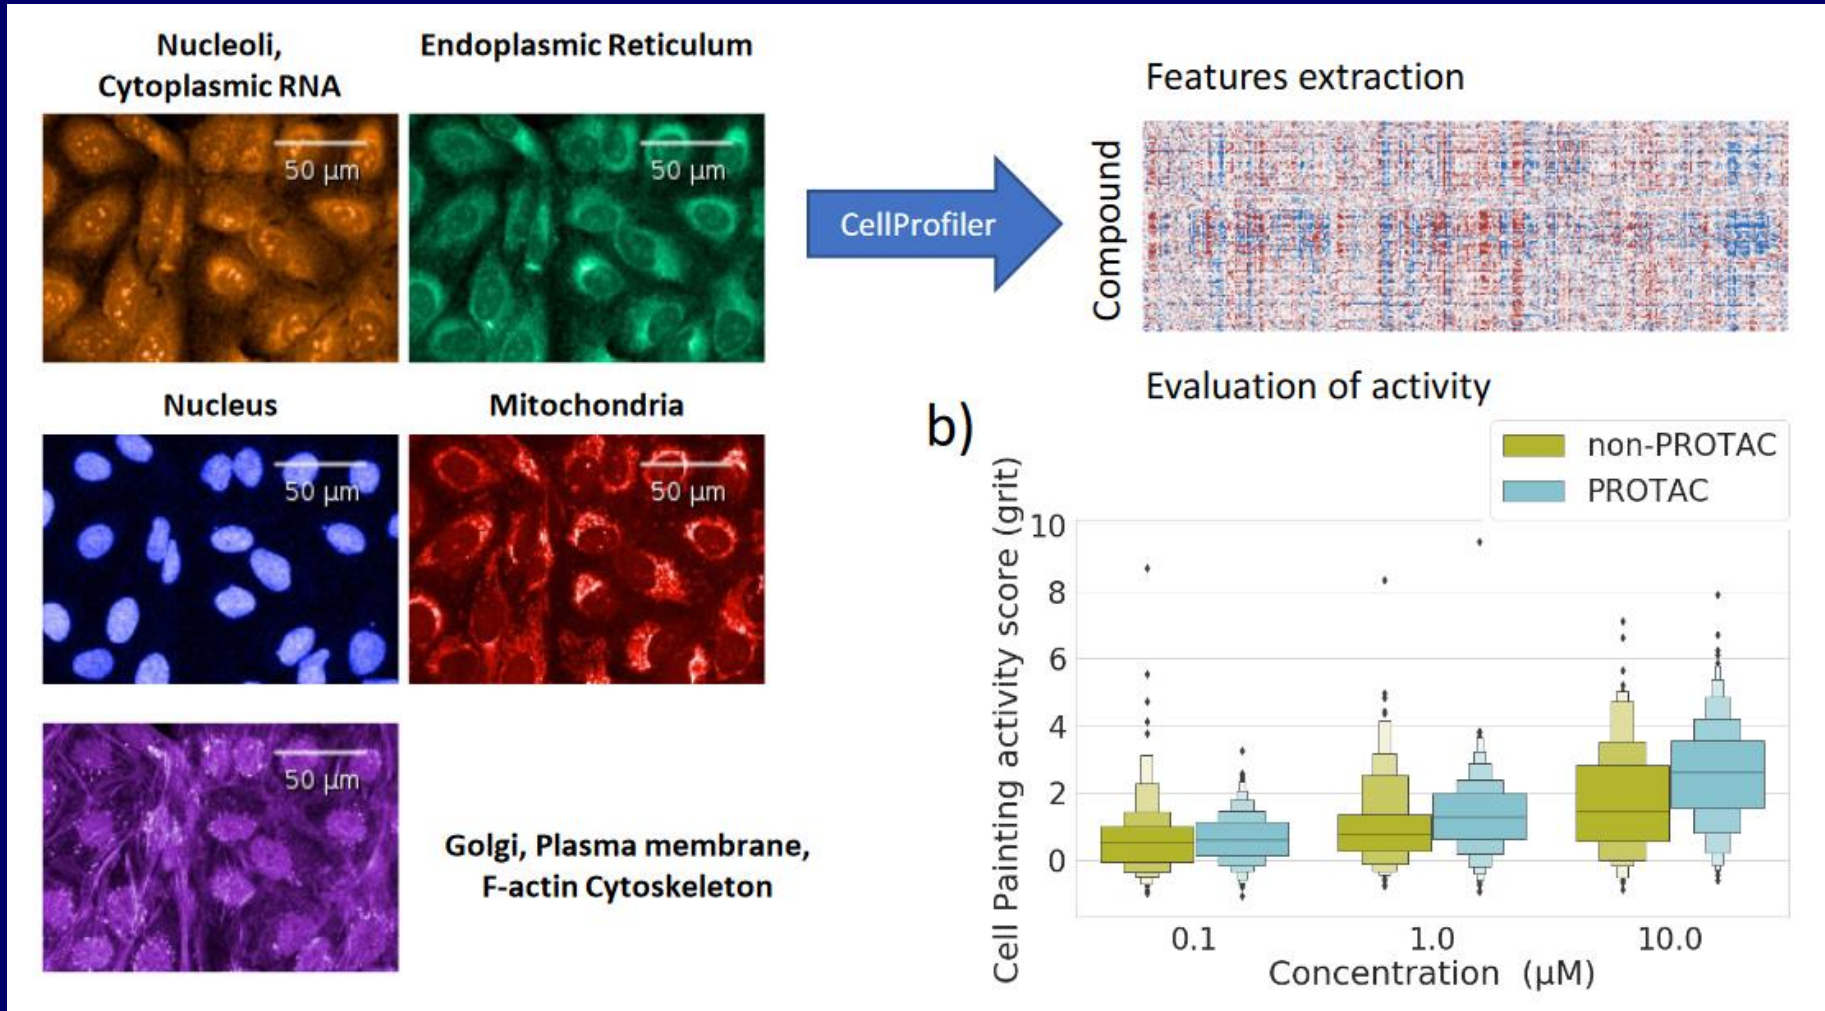 Nucleoli,
Cytoplasmic RNA
Endoplasmic Reticulum
50 µm
50 µm
Nucleus
Mitochondria
50 µm
50 µm
50 µm
Golgi, Plasma membrane,
F-actin Cytoskeleton
CellProfiler
Features extraction
Compound
Evaluation of activity
b)
non-PROTAC
PROTAC
Cell Painting activity score (grit)
10
8
6
4
2
0
0.1
1.0
10.0
Concentration (µM)